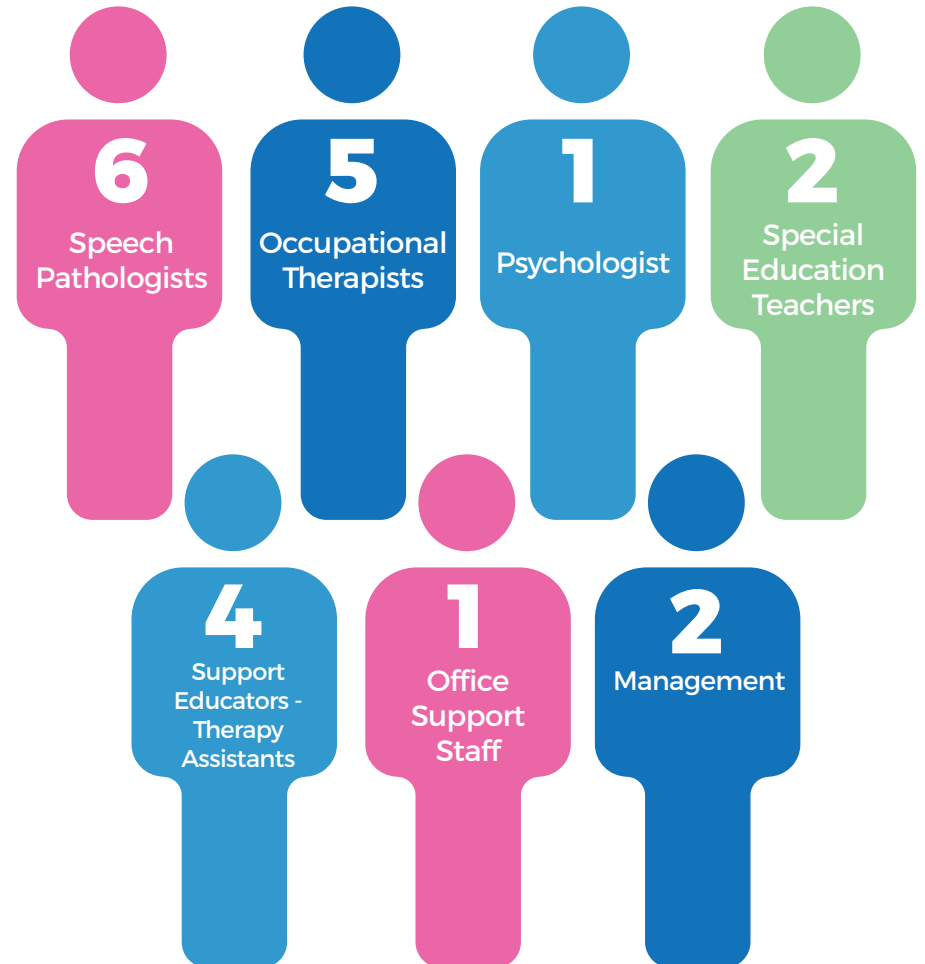 6
Speech
Pathologists
5
Occupational
Therapists
1
Psychologist
2
Special
Education
Teachers
4
Support
Educators -
Therapy
Assistants
1
Office
Support
Staff
2
Management